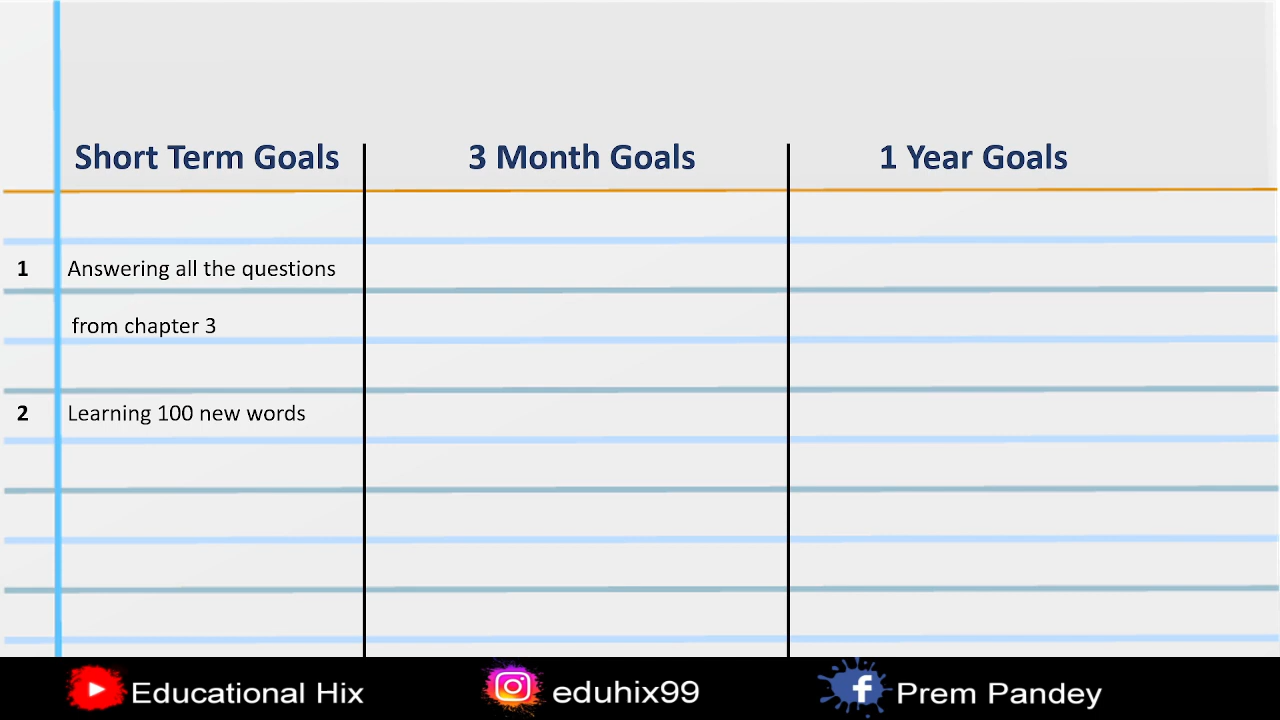 Short Term Goals 3 Month Goals 1 Year Goals
1 Answering all the questions
from chapter 3
2 Learning 100 new words
Educational Hix eduhix99 Prem Pandey